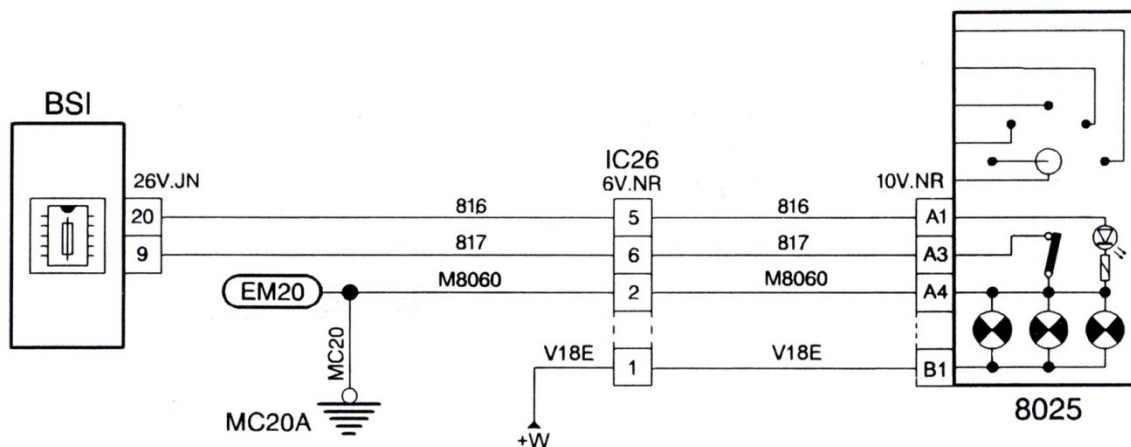 BSI
26V.JN
20
9
816
817
M8060
EM20
MC20
MC20A
V18E
+W
IC26
6V.NR
5
6
2
1
816
817
M8060
V18E
10V.NR
A1
A3
A4
B1
8025